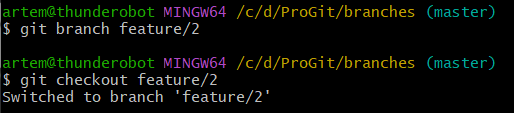 artem@thunderobot MINGW64 /c/d/ProGit/branches (master)
$ git branch feature/2
artem@thunderobot MINGW64 /c/d/ProGit/branches (master)
$ git checkout feature/2
Switched to branch 'feature/2'